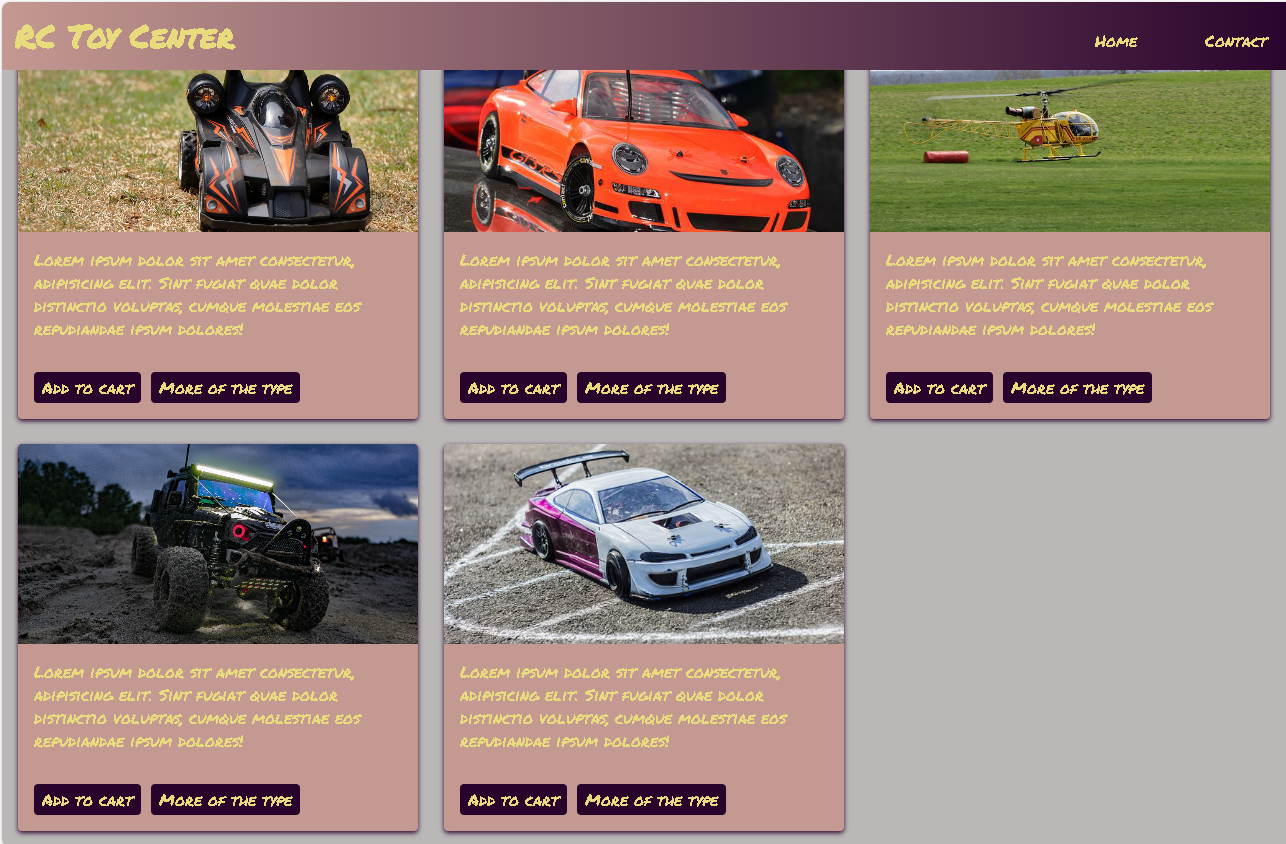 RC Toy Center
Home
Contact
Lorem ipsum dolor sit amet consectetur,
adipisicing elit. Sint fugiat quae dolor
distinctio voluptas, cumque molestiae eos
repudiandae ipsum dolores!
Add to cart
More of the type
Lorem ipsum dolor sit amet consectetur,
adipisicing elit. Sint fugiat quae dolor
distinctio voluptas, cumque molestiae eos
repudiandae ipsum dolores!
Add to cart
More of the type
Lorem ipsum dolor sit amet consectetur,
adipisicing elit. Sint fugiat quae dolor
distinctio voluptas, cumque molestiae eos
repudiandae ipsum dolores!
Add to cart
More of the type
Lorem ipsum dolor sit amet consectetur,
adipisicing elit. Sint fugiat quae dolor
distinctio voluptas, cumque molestiae eos
repudiandae ipsum dolores!
Add to cart
More of the type
Lorem ipsum dolor sit amet consectetur,
adipisicing elit. Sint fugiat quae dolor
distinctio voluptas, cumque molestiae eos
repudiandae ipsum dolores!
Add to cart
More of the type